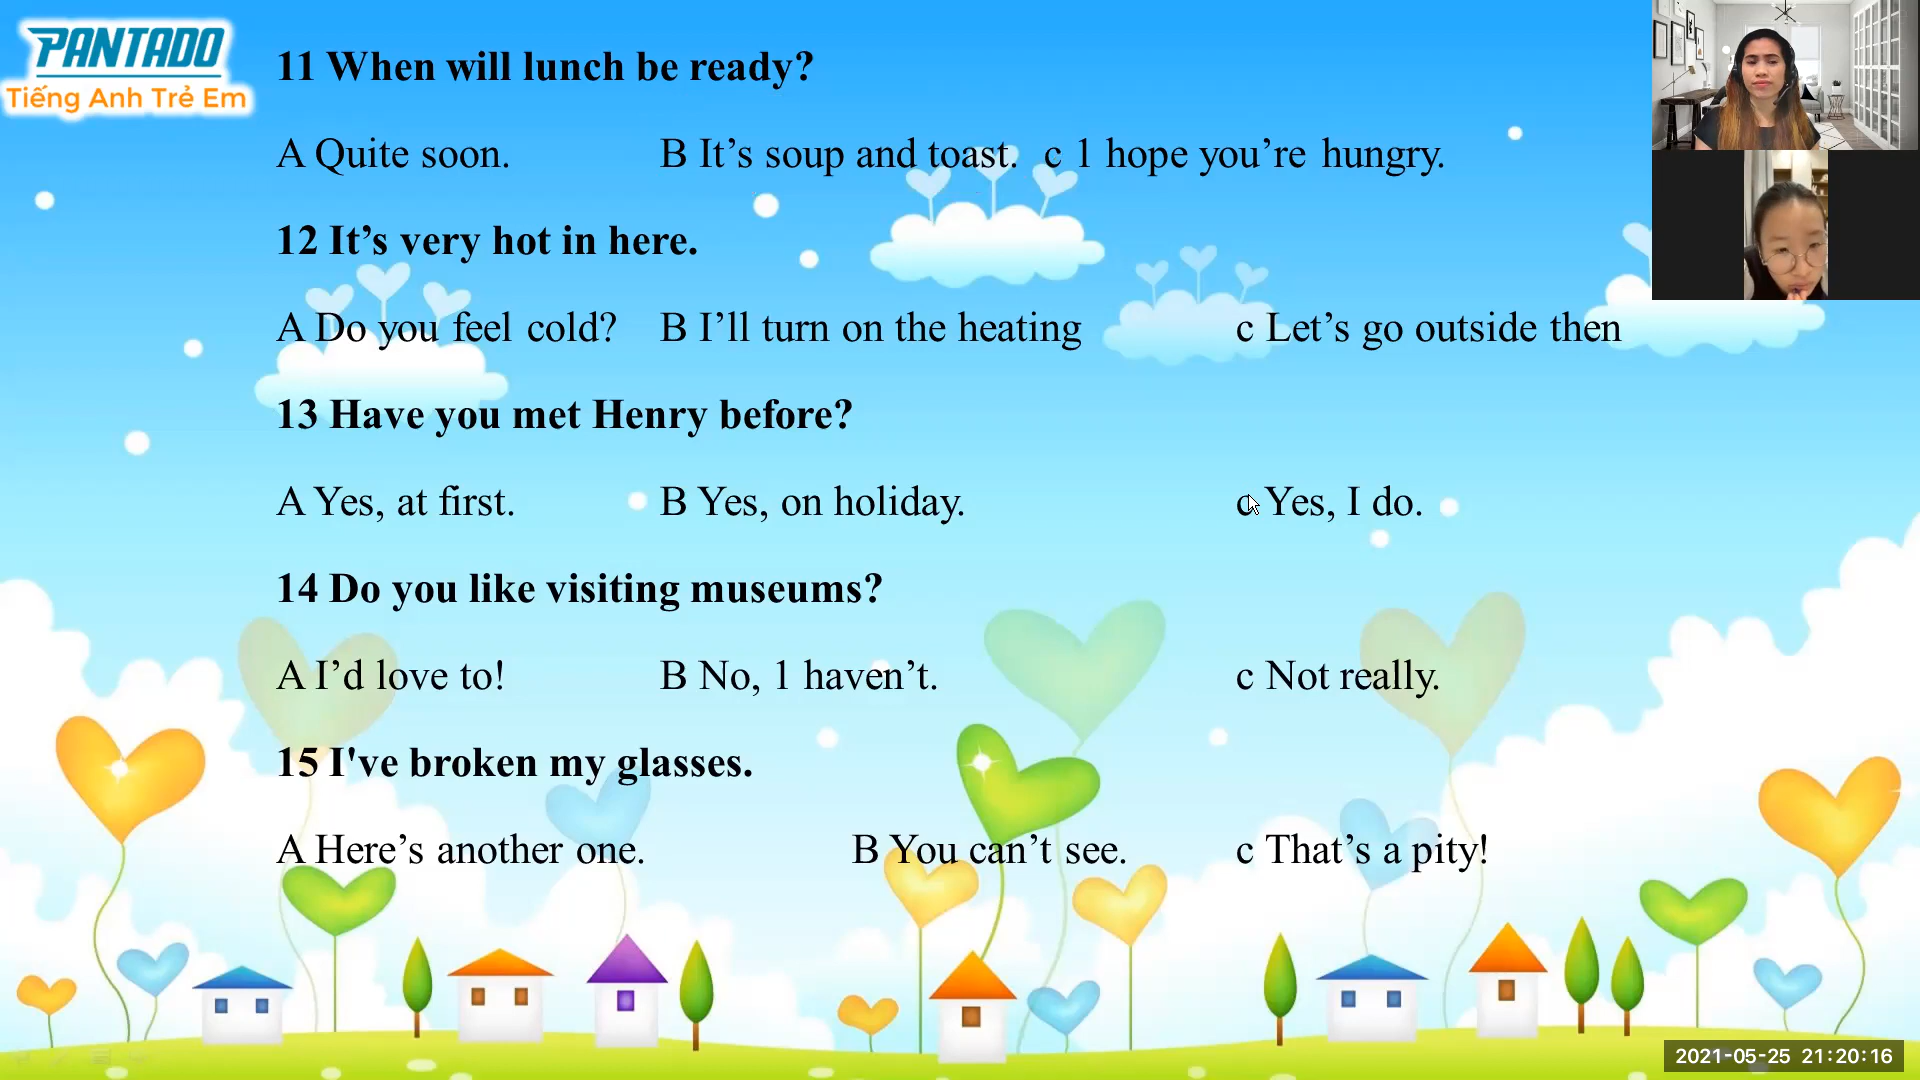 PANTADO
Tiếng Anh Trẻ Em
11 When will lunch be ready?
A Quite soon. B It’s soup and toast. c 1 hope you’re hungry.
12 It’s very hot in here.
A Do you feel cold? B I’ll turn on the heating c Let’s go outside then
13 Have you met Henry before?
A Yes, at first. B Yes, on holiday. c Yes, I do.
14 Do you like visiting museums?
A I’d love to! B No, 1 haven’t. c Not really.
15 I've broken my glasses.
A Here’s another one. B You can’t see. c That’s a pity!
2021-05-25 21:20:16